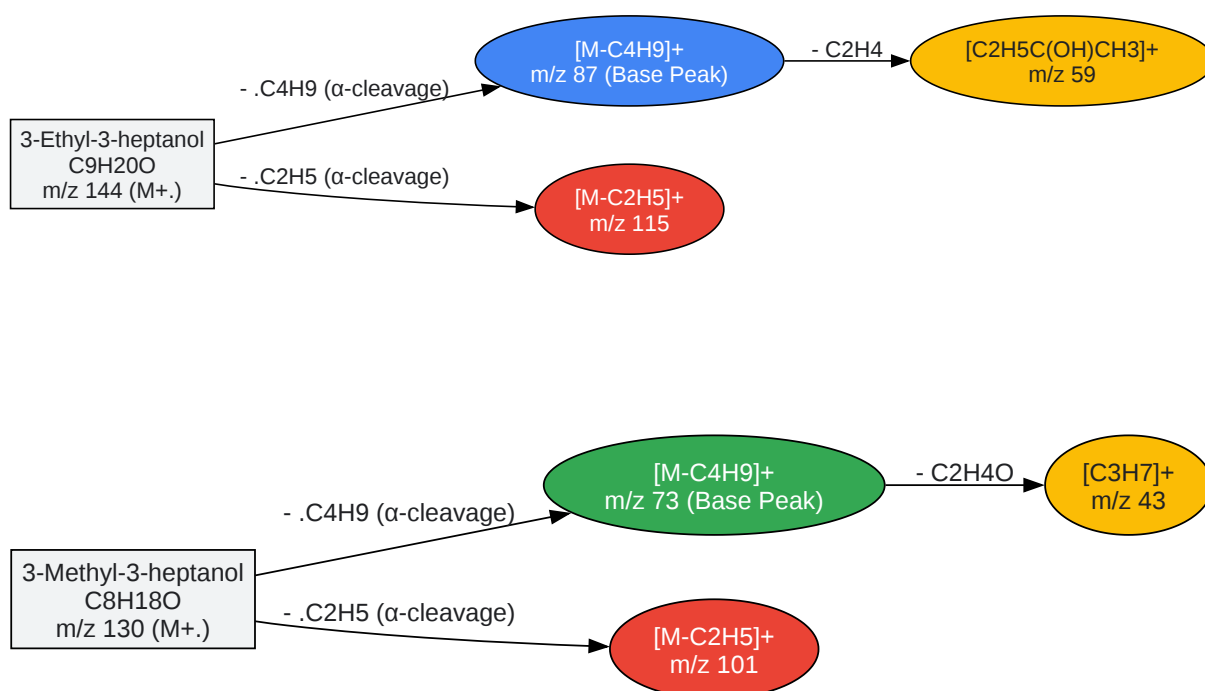 [M-C4H9]+
m/z 87 (Base Peak)
- C2H4
[C2H5C(OH)CH3]+
m/z 59
- .C4H9 (α-cleavage)
3-Ethyl-3-heptanol
C9H20O
m/z 144 (M+.)
- .C2H5 (α-cleavage)
[M-C2H5]+
m/z 115
[M-C4H9]+
m/z 73 (Base Peak)
- C2H4O
[C3H7]+
m/z 43
- .C4H9 (α-cleavage)
3-Methyl-3-heptanol
C8H18O
m/z 130 (M+.)
- .C2H5 (α-cleavage)
[M-C2H5]+
m/z 101